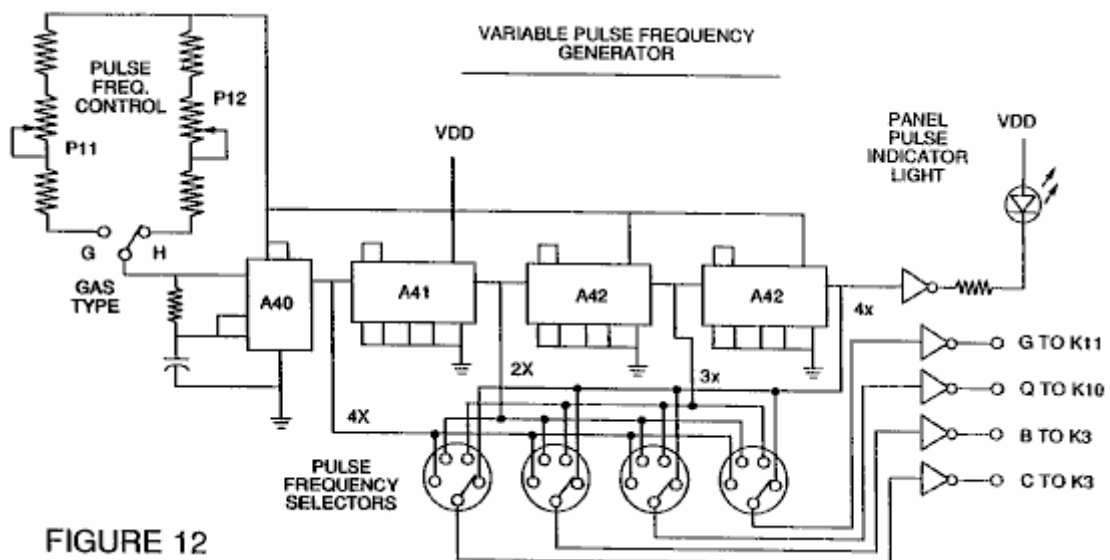 VARIABLE PULSE FREQUENCY
GENERATOR
PULSE
FREQ.
CONTROL
P12
P11
VDD
PANEL
PULSE
INDICATOR
LIGHT
VDD
G
H
GAS
TYPE
A40
A41
A42
A42
4x
G TO K11
2X
3x
Q TO K10
4X
B TO K3
PULSE
FREQUENCY
SELECTORS
C TO K3
FIGURE 12